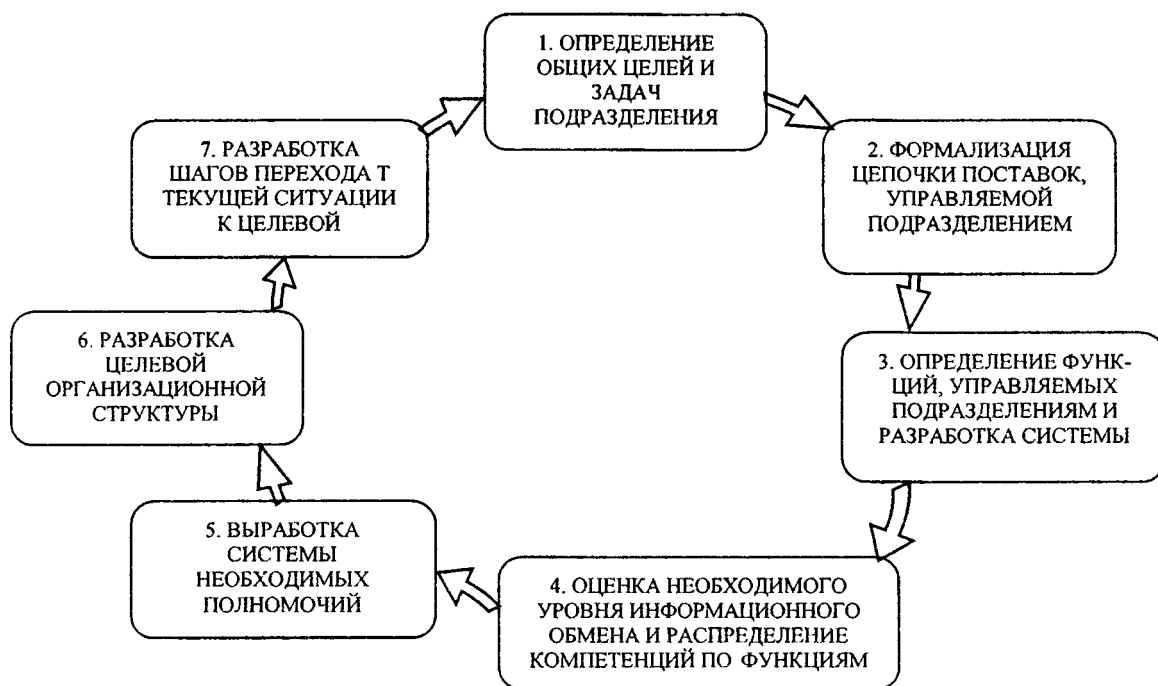 1. ОПРЕДЕЛЕНИЕ
ОБЩИХ ЦЕЛЕЙ И
ЗАДАЧ
ПОДРАЗДЕЛЕНИЯ
2. ФОРМАЛИЗАЦИЯ
ЦЕПОЧКИ ПОСТАВОК,
УПРАВЛЯЕМОЙ
ПОДРАЗДЕЛЕНИЕМ
3. ОПРЕДЕЛЕНИЕ ФУНК-
ЦИЙ, УПРАВЛЯЕМЫХ
ПОДРАЗДЕЛЕНИЯМ И
РАЗРАБОТКА СИСТЕМЫ
4. ОЦЕНКА НЕОБХОДИМОГО
УРОВНЯ ИНФОРМАЦИОННОГО
ОБМЕНА И РАСПРЕДЕЛЕНИЕ
КОМПЕТЕНЦИЙ ПО ФУНКЦИЯМ
5. ВЫРАБОТКА
СИСТЕМЫ
НЕОБХОДИМЫХ
ПОЛНОМОЧИЙ
6. РАЗРАБОТКА
ЦЕЛЕВОЙ
ОРГАНИЗАЦИОННОЙ
СТРУКТУРЫ
7. РАЗРАБОТКА
ШАГОВ ПЕРЕХОДА Т
ТЕКУЩЕЙ СИТУАЦИИ
К ЦЕЛЕВОЙ